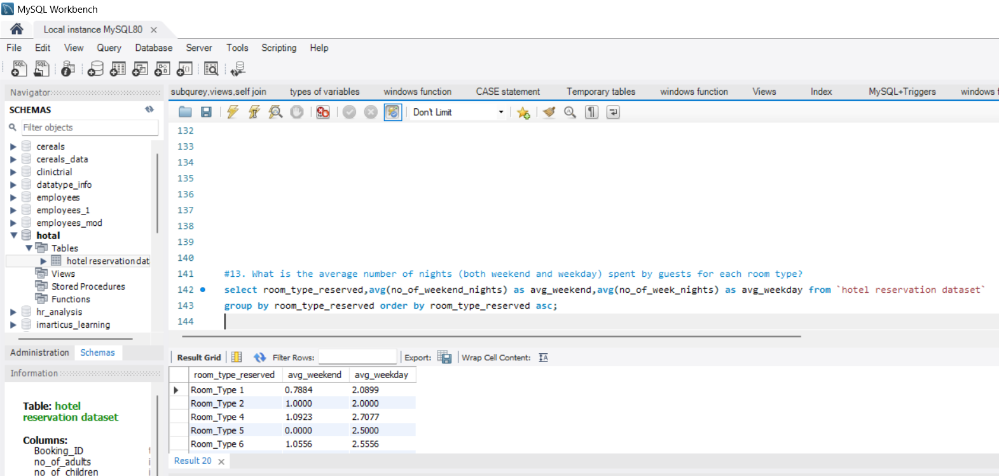 MySQL Workbench
Local instance MySQL80
File Edit View Query Database Server Tools Scripting Help
Navigator
SCHEMAS
Filter objects
cereals
cereals_data
clinictrial
datatype_info
employees
employees_1
employees_mod
hotal
Tables
hotel reservation dat
Views
Stored Procedures
Functions
hr_analysis
imarticus_learning
Administration Schemas
Information
Table: hotel
reservation dataset
Columns:
Booking_ID
no_of_adults
no_of_children
subqurey,views,self join types of variables windows function CASE statement Temporary tables windows function Views Index MySQL+Triggers windows f
Don't Limit
132
133
134
135
136
137
138
139
140
141 #13. What is the average number of nights (both weekend and weekday) spent by guests for each room type?
142 select room_type_reserved,avg(no_of_weekend_nights) as avg_weekend,avg(no_of_week_nights) as avg_weekday from `hotel reservation dataset`
143 group by room_type_reserved order by room_type_reserved asc;
144
Result Grid Filter Rows: Export: Wrap Cell Content:
room_type_reserved avg_weekend avg_weekday
Room_Type 1 0.7884 2.0899
Room_Type 2 1.0000 2.0000
Room_Type 4 1.0923 2.7077
Room_Type 5 0.0000 2.5000
Room_Type 6 1.0556 2.5556
Result 20